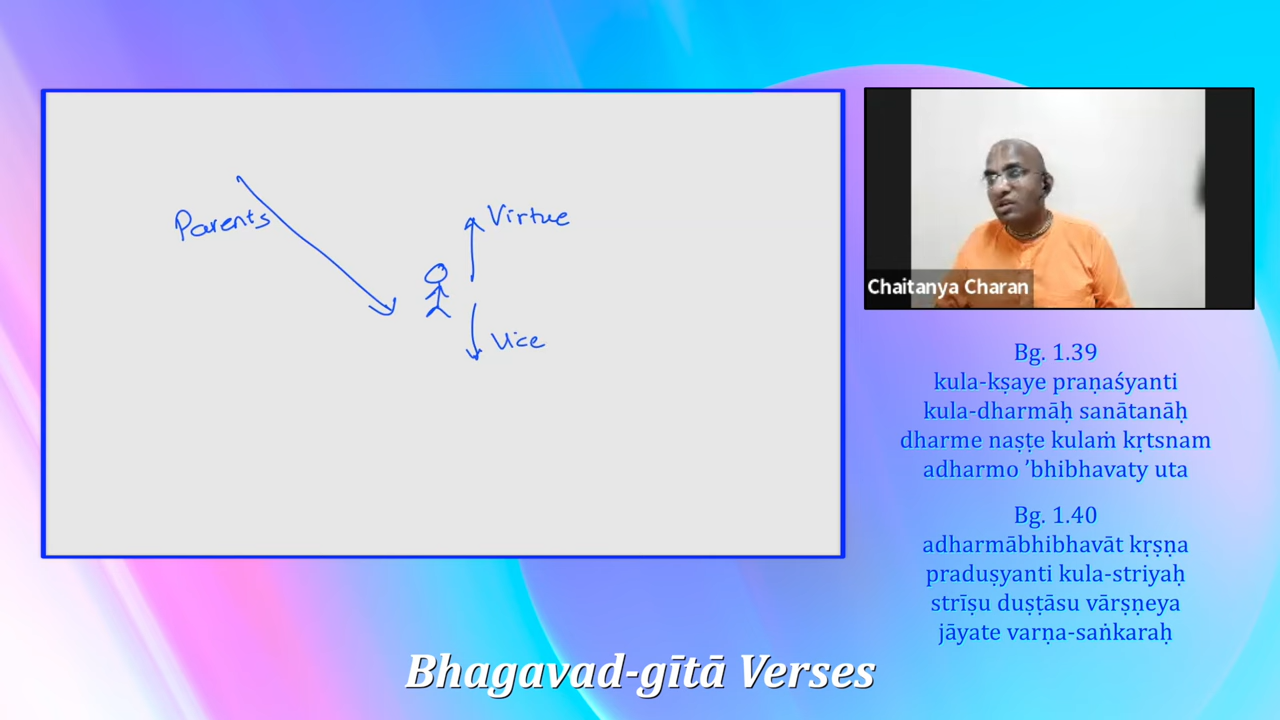 Parents
Virtue
Vice
Chaitanya Charan
Bg. 1.39
kula-kṣaye praṇaśyanti
kula-dharmāḥ sanātanāḥ
dharme naṣṭe kulaṁ kṛtsnam
adharmo ’bhibhavaty uta
Bg. 1.40
adharmābhibhavāt kṛṣṇa
praduṣyanti kula-striyaḥ
strīṣu duṣṭāsu vārṣṇeya
jāyate varṇa-saṅkaraḥ
Bhagavad-gītā Verses